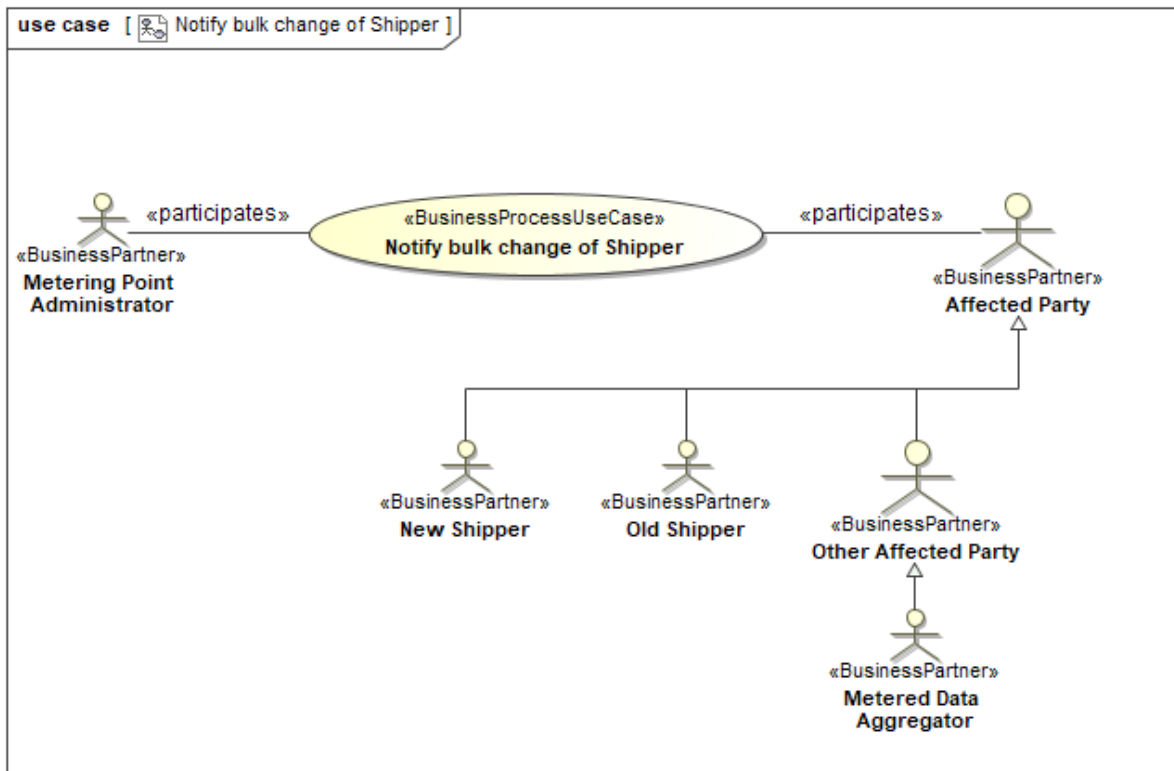 use case [ Notify bulk change of Shipper ]
«participates»
«BusinessProcessUseCase»
Notify bulk change of Shipper
«participates»
«BusinessPartner»
Metering Point
Administrator
«BusinessPartner»
Affected Party
«BusinessPartner»
New Shipper
«BusinessPartner»
Old Shipper
«BusinessPartner»
Other Affected Party
«BusinessPartner»
Metered Data
Aggregator